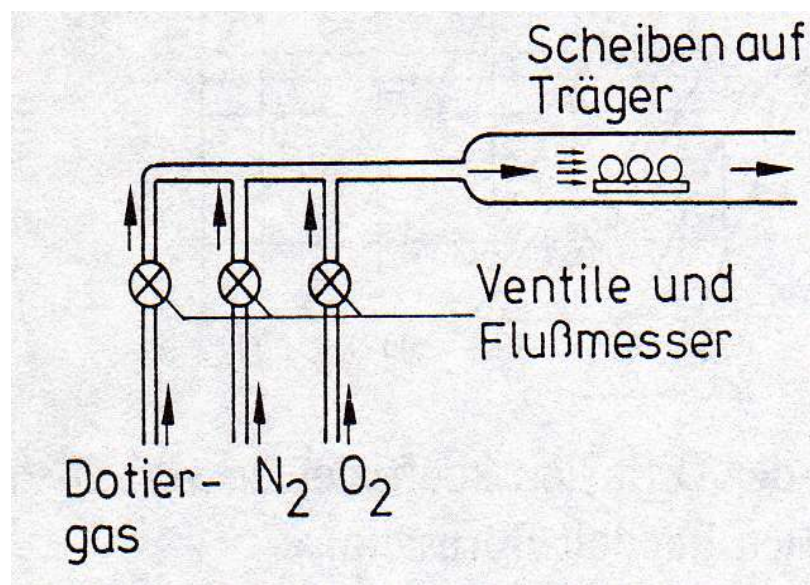 Scheiben auf
Träger
Ventile und
Flußmesser
Dotier- N₂ O₂
gas